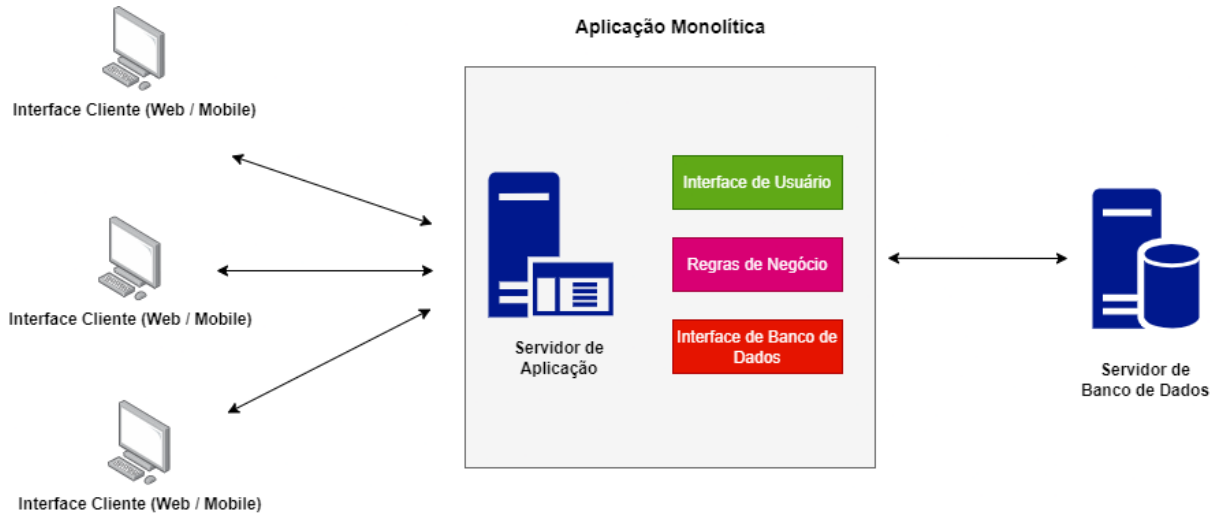 Aplicação Monolítica
Interface Cliente (Web / Mobile)
Interface Cliente (Web / Mobile)
Interface Cliente (Web / Mobile)
Servidor de
Aplicação
Interface de Usuário
Regras de Negócio
Interface de Banco de
Dados
Servidor de
Banco de Dados